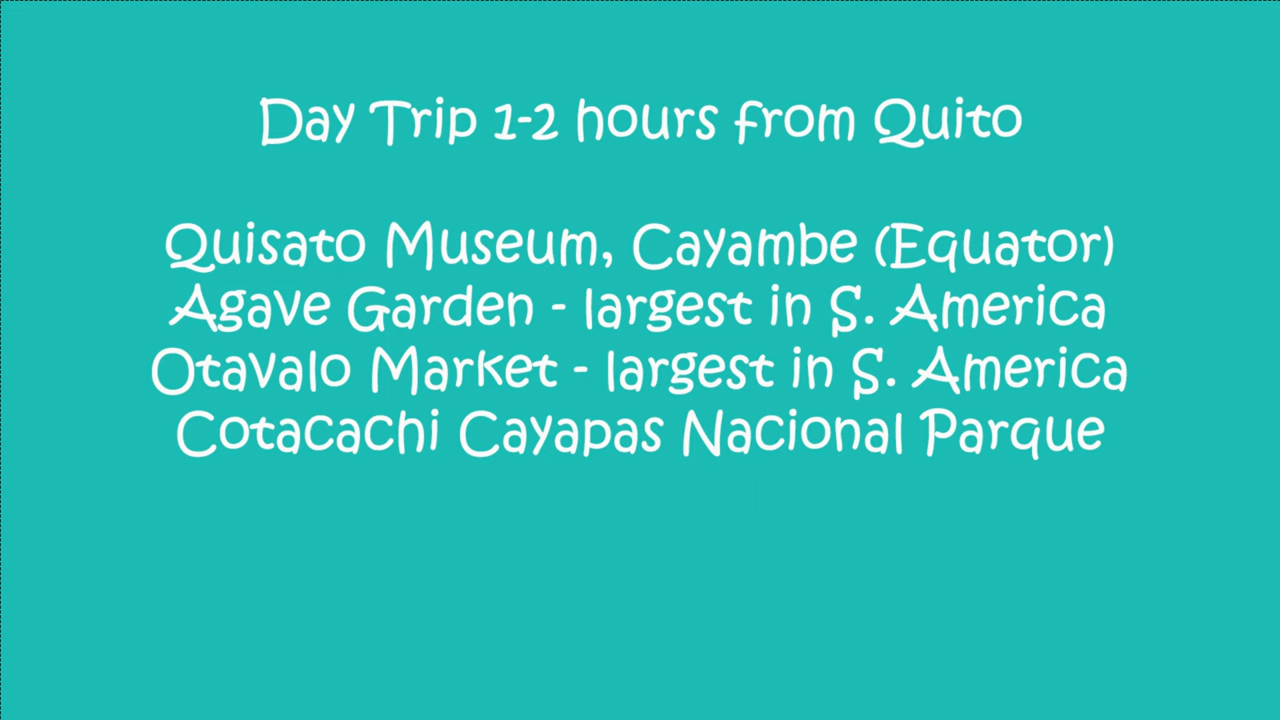 Day Trip 1-2 hours from Quito
Quisato Museum, Cayambe (Equator)
Agave Garden - largest in S. America
Otavalo Market - largest in S. America
Cotacachi Cayapas Nacional Parque